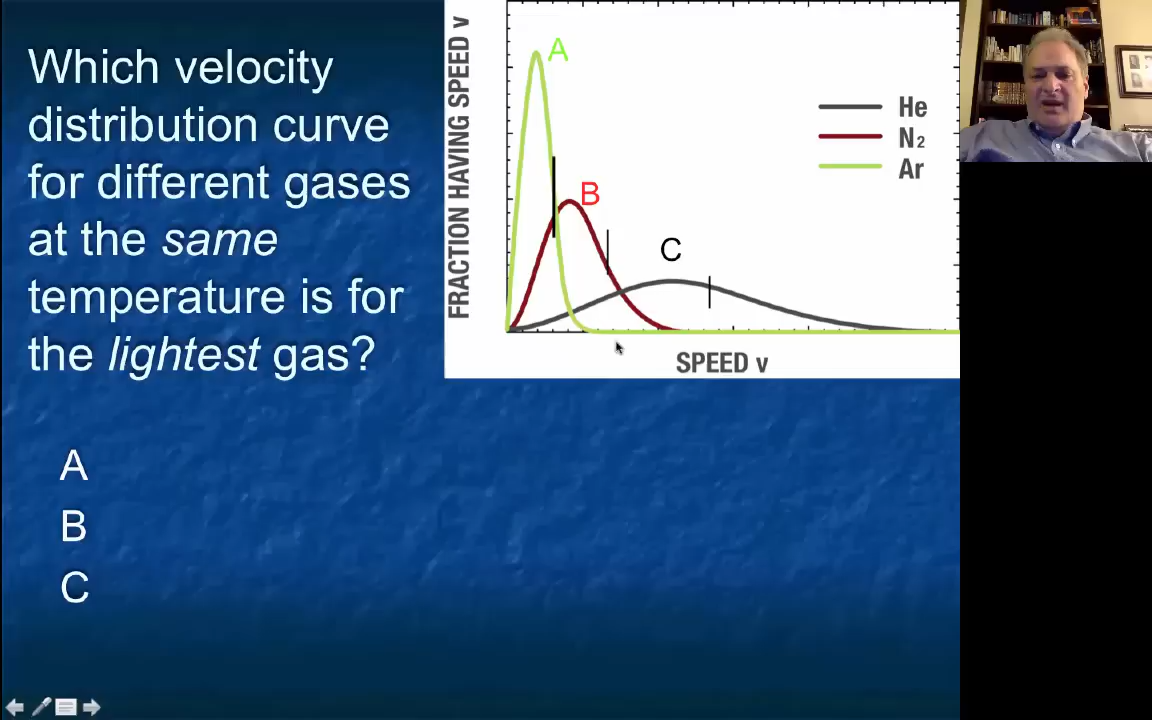 Which velocity
distribution curve
for different gases
at the same
temperature is for
the lightest gas?
A
B
C
FRACTION HAVING SPEED v
A
B
C
He
N₂
Ar
SPEED v